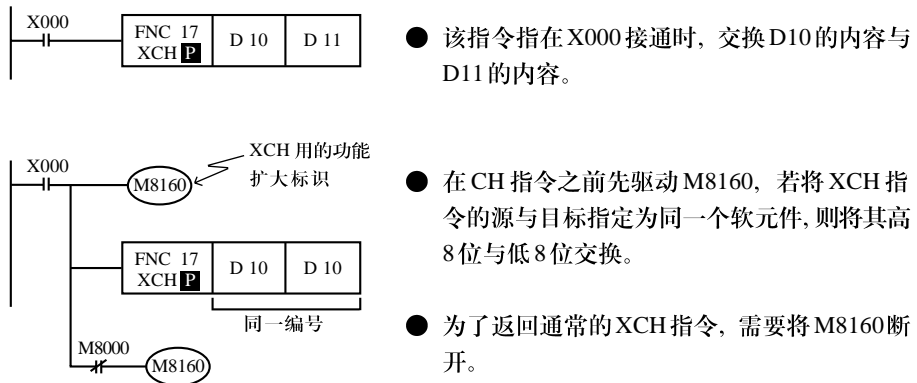 X000
FNC 17
XCH P
D 10
D 11
● 该指令指在X000接通时, 交换D10的内容与
D11的内容。
X000
M8160
XCH 用的功能
扩大标识
FNC 17
XCH P
D 10
D 10
同一编号
M8000
M8160
● 在CH 指令之前先驱动M8160, 若将XCH 指
令的源与目标指定为同一个软元件, 则将其高
8位与低8位交换。
● 为了返回通常的XCH指令, 需要将M8160断
开。